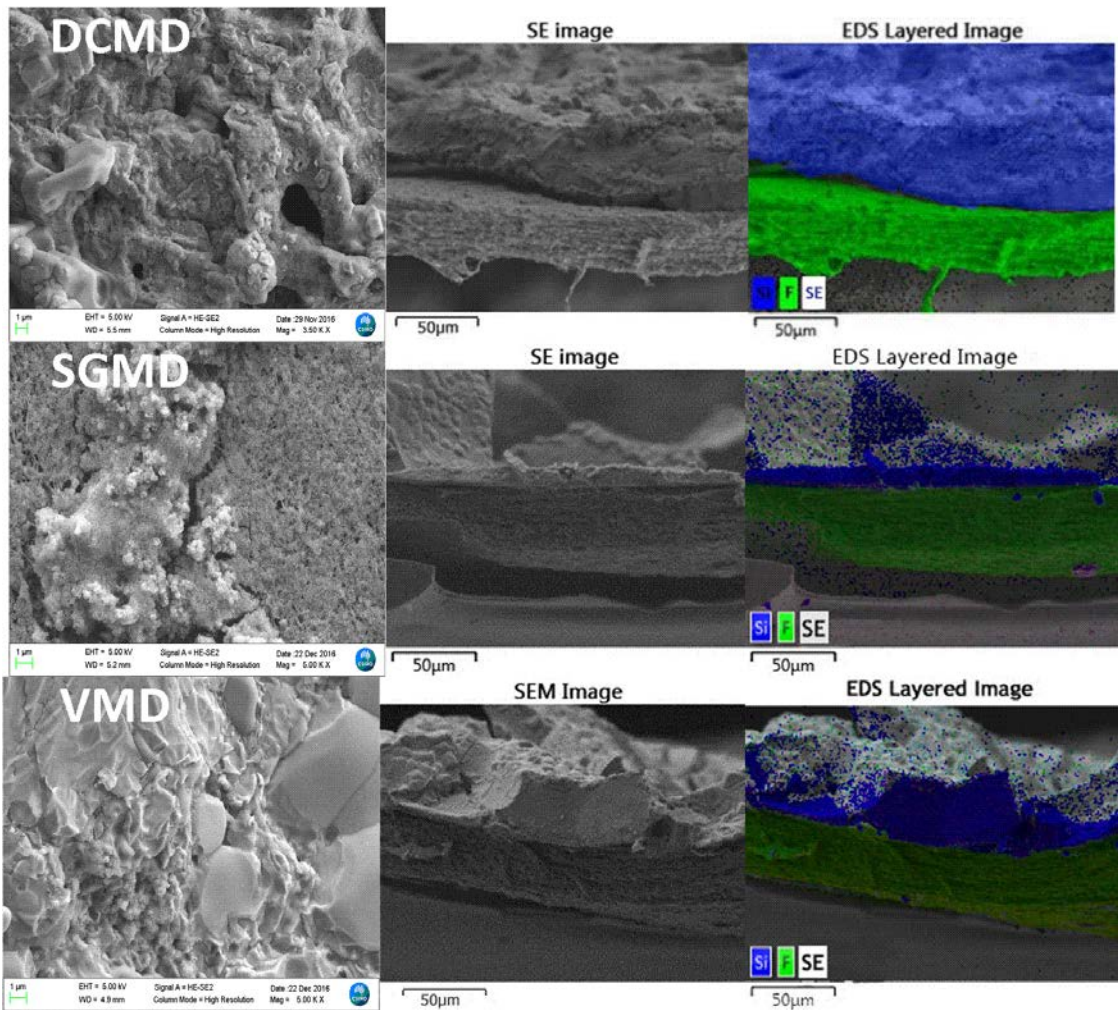 DCMD
SE image
EDS Layered Image
Si F SE
1 µm
EHT = 5.00 kV
Signal A = HE-SE2
Date :29 Nov 2016
WD = 5.5 mm
Column Mode = High Resolution
Mag = 3.50 K X
CSIRO
50µm
50µm
SGMD
SE image
EDS Layered Image
Si F SE
1 µm
EHT = 5.00 kV
Signal A = HE-SE2
Date :22 Dec 2016
WD = 5.2 mm
Column Mode = High Resolution
Mag = 5.00 K X
CSIRO
50µm
50µm
VMD
SEM Image
EDS Layered Image
Si F SE
1 µm
EHT = 5.00 kV
Signal A = HE-SE2
Date :22 Dec 2016
WD = 4.9 mm
Column Mode = High Resolution
Mag = 5.00 K X
CSIRO
50µm
50µm